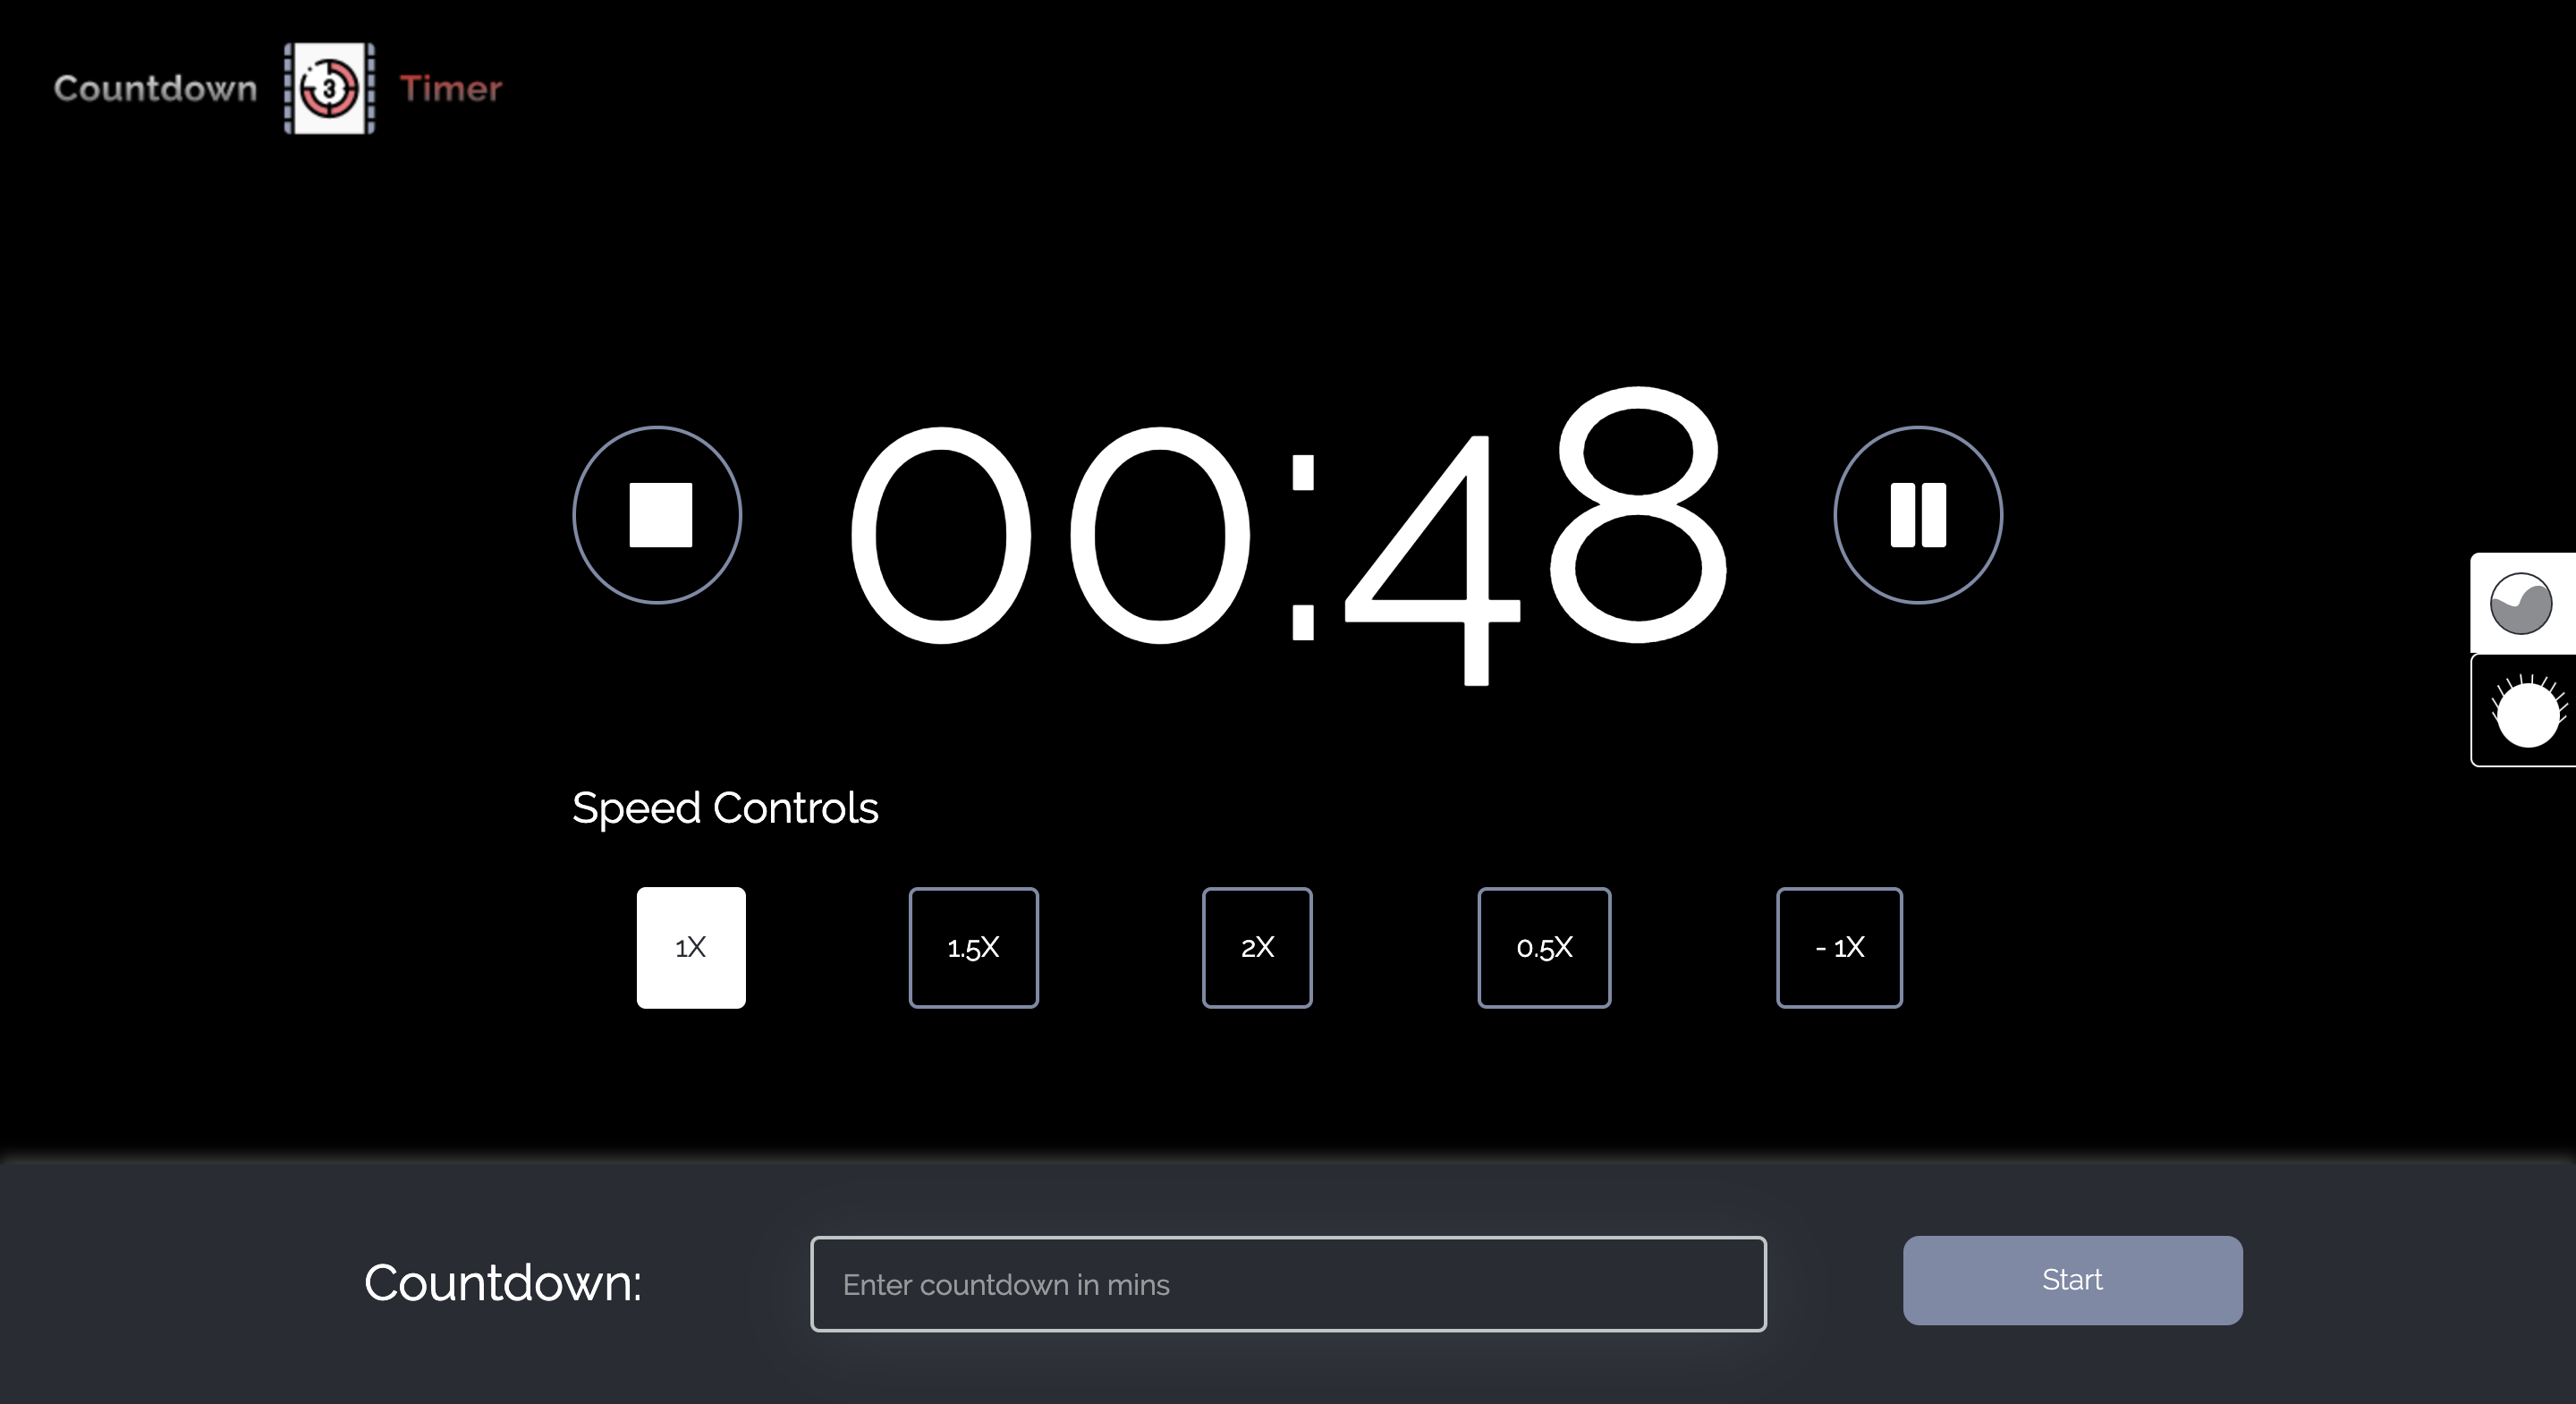 Countdown 3 Timer
00:48
Speed Controls
1X 1.5X 2X 0.5X - 1X
Countdown: Enter countdown in mins Start